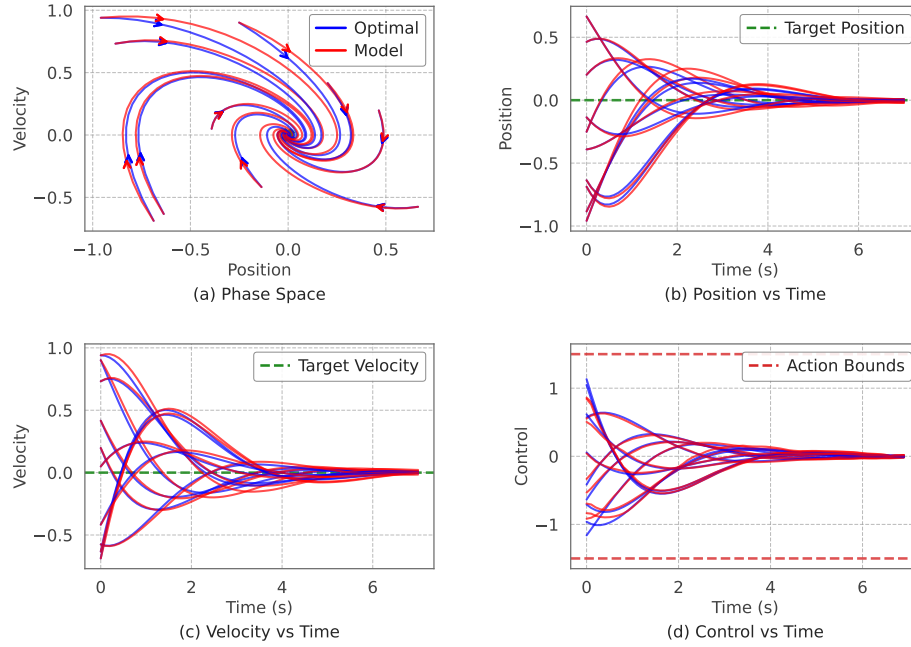 1.0
0.5
0.0
−0.5
Velocity
−1.0
−0.5
0.0
0.5
Position
Optimal
Model
(a) Phase Space
0.5
0.0
−0.5
−1.0
Position
0
2
4
6
Time (s)
Target Position
(b) Position vs Time
1.0
0.5
0.0
−0.5
Velocity
0
2
4
6
Time (s)
Target Velocity
(c) Velocity vs Time
1
0
−1
Control
0
2
4
6
Time (s)
Action Bounds
(d) Control vs Time